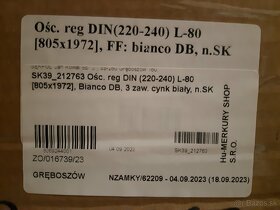 Ośc. reg DIN(220-240) L-80
[805x1972], FF: bianco DB, n.SK
SK39_212763 Ośc. reg DIN (220-240) L-80
[805x1972], Bianco DB, 3 zaw. cynk biały, n.SK
04.09.2023
SK39_212763
Hu-MERKURY SHOP
S.R.O.
ZO/016739/23
GRĘBOSZÓW
NZAMKY/62209 - 04.09.2023 (18.09.2023)